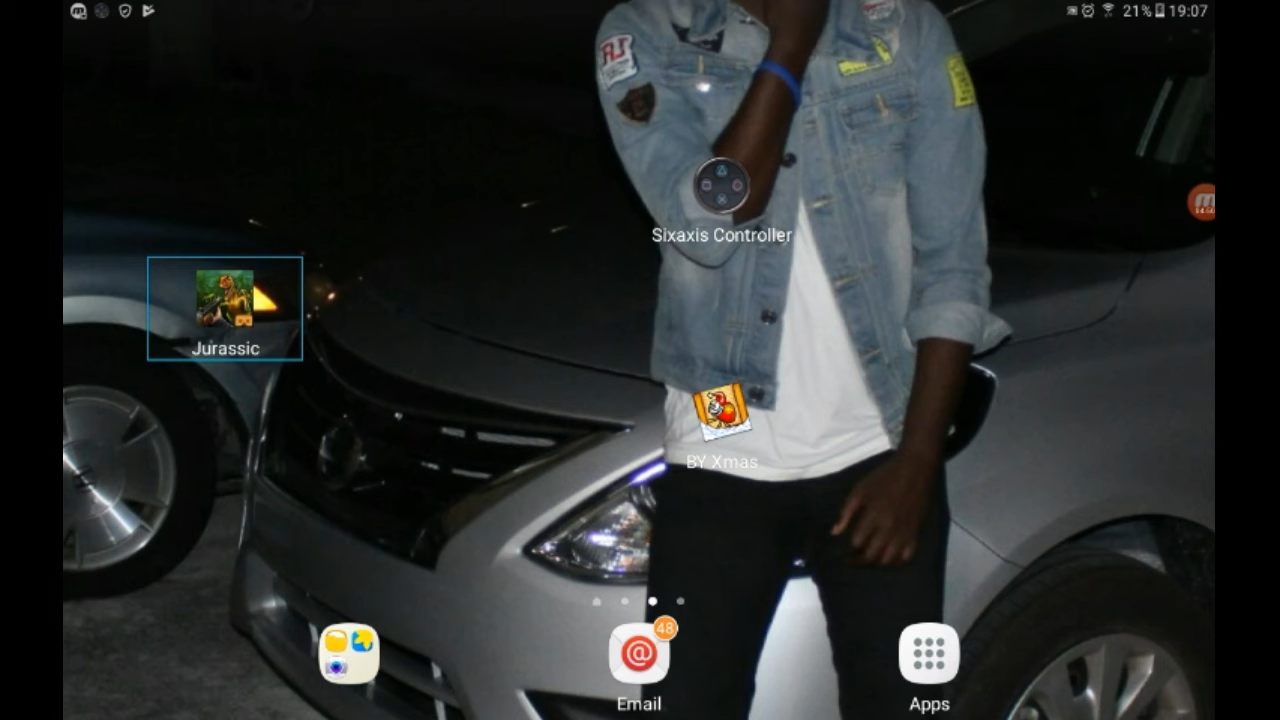 21% 19:07
Sixaxis Controller
Jurassic
BY Xmas
48
Email
Apps